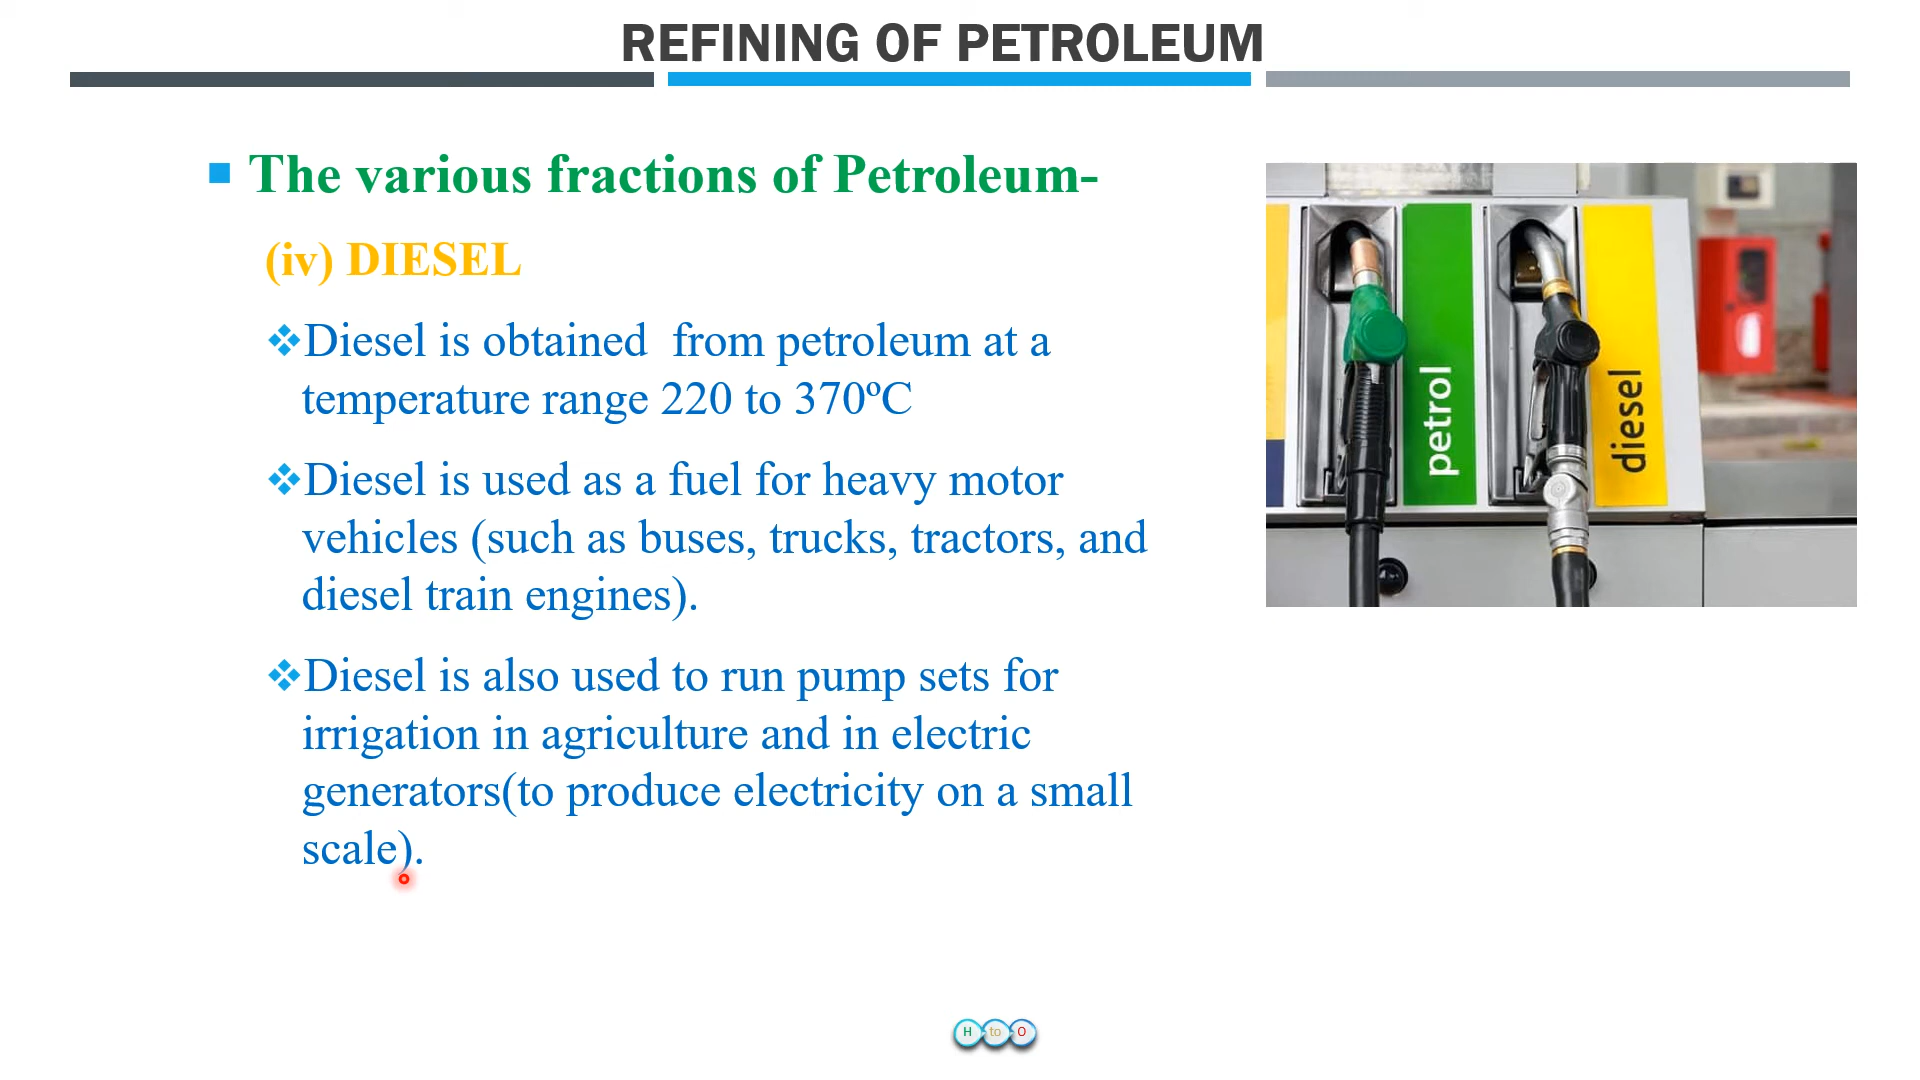 REFINING OF PETROLEUM
The various fractions of Petroleum-
(iv) DIESEL
Diesel is obtained  from petroleum at a
temperature range 220 to 370ºC
Diesel is used as a fuel for heavy motor
vehicles (such as buses, trucks, tractors, and
diesel train engines).
Diesel is also used to run pump sets for
irrigation in agriculture and in electric
generators(to produce electricity on a small
scale).
petrol
diesel
H to O